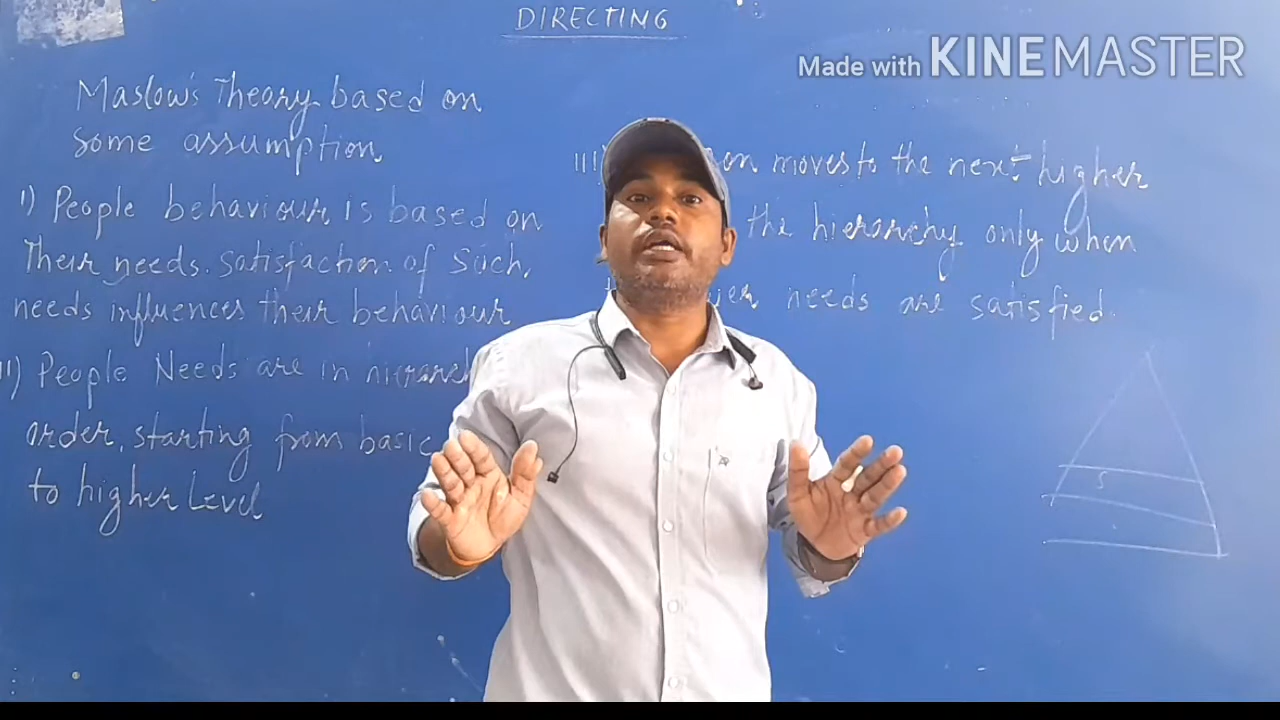 DIRECTING
Made with KINEMASTER
Maslow's Theory based on
some assumption.
I) People behaviour is based on
Their needs. Satisfaction of such
needs influences their behaviour
II) People Needs are in
order, starting from basic
to higher Level
III) moves to the next higher
the hierarchy only when
needs are satisfied.
S